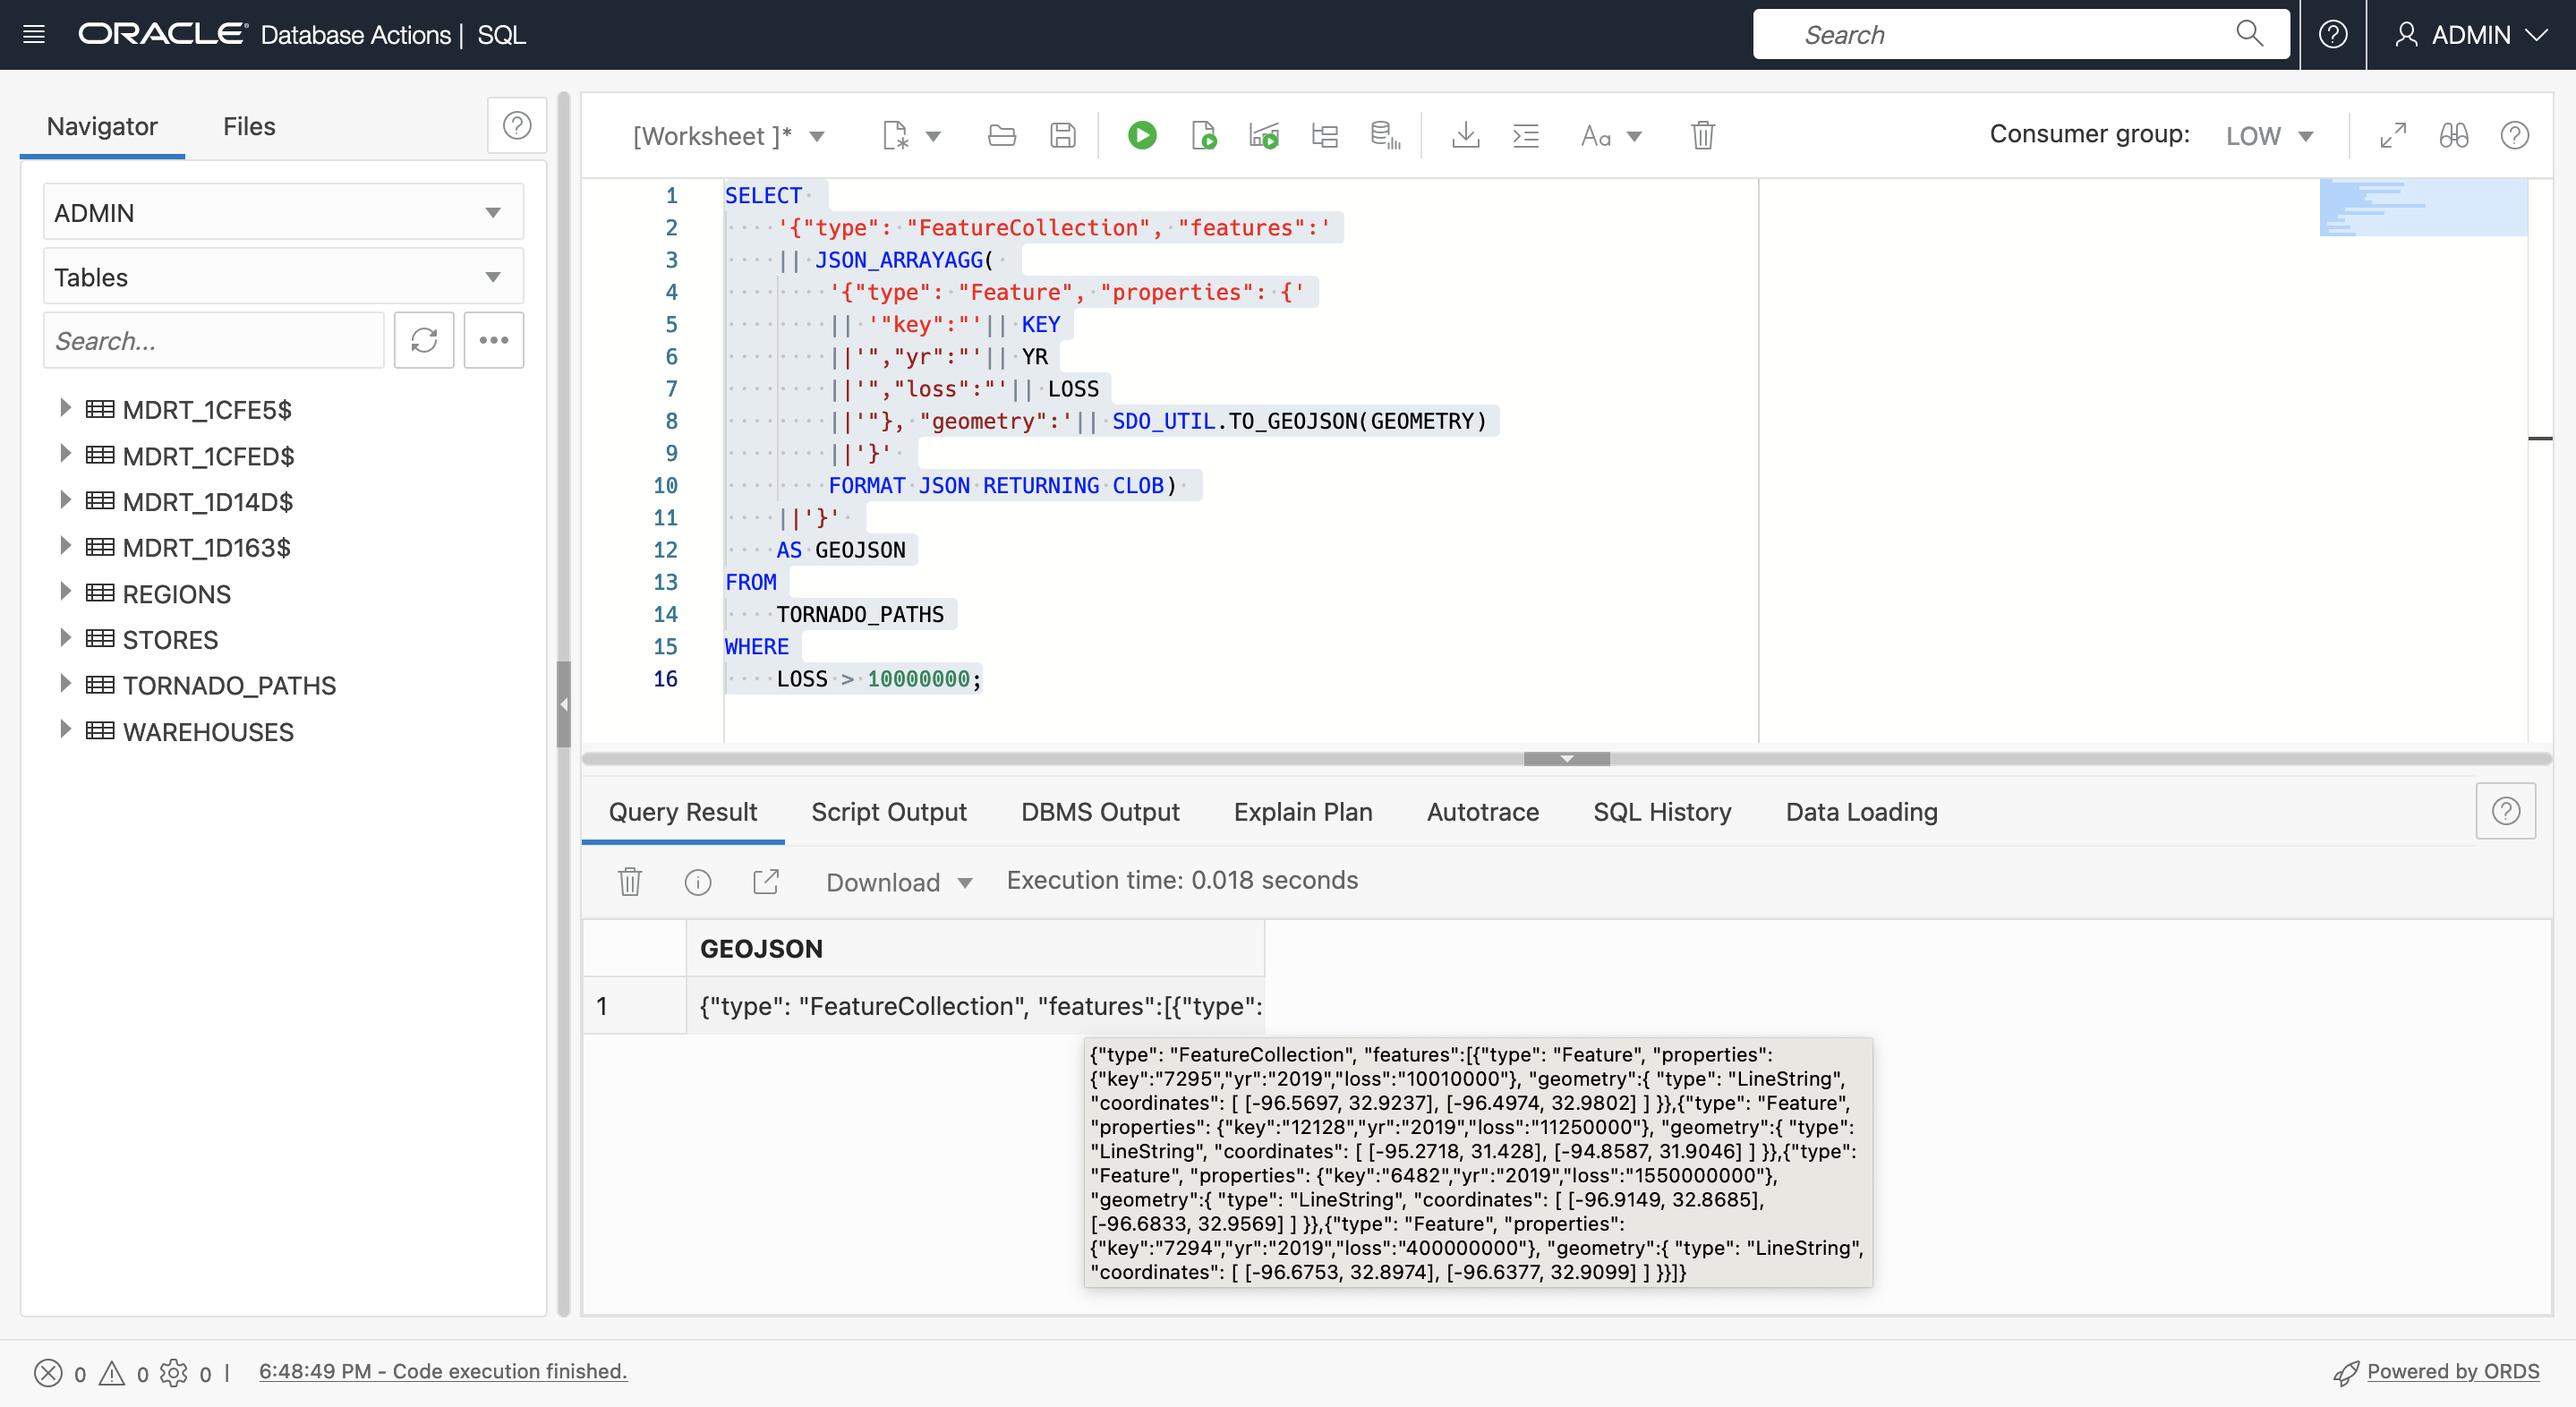 ORACLE Database Actions | SQL
Search
ADMIN
Navigator
Files
ADMIN
Tables
Search...
MDRT_1CFE5$
MDRT_1CFED$
MDRT_1D14D$
MDRT_1D163$
REGIONS
STORES
TORNADO_PATHS
WAREHOUSES
[Worksheet ]*
Aa
Consumer group: LOW
1 SELECT
2 '{"type": "FeatureCollection", "features":'
3 || JSON_ARRAYAGG(
4 '{"type": "Feature", "properties": {'
5 || '"key":"'|| KEY
6 ||'","yr":"'|| YR
7 ||'","loss":"'|| LOSS
8 ||'"}, "geometry":'|| SDO_UTIL.TO_GEOJSON(GEOMETRY)
9 ||'}'
10 FORMAT JSON RETURNING CLOB)
11 ||'}'
12 AS GEOJSON
13 FROM
14 TORNADO_PATHS
15 WHERE
16 LOSS > 10000000;
Query Result
Script Output
DBMS Output
Explain Plan
Autotrace
SQL History
Data Loading
Download
Execution time: 0.018 seconds
GEOJSON
1 {"type": "FeatureCollection", "features":[{"type":
{"type": "FeatureCollection", "features":[{"type": "Feature", "properties":
{"key":"7295","yr":"2019","loss":"10010000"}, "geometry":{ "type": "LineString",
"coordinates": [ [-96.5697, 32.9237], [-96.4974, 32.9802] ] }},{"type": "Feature",
"properties": {"key":"12128","yr":"2019","loss":"11250000"}, "geometry":{ "type":
"LineString", "coordinates": [ [-95.2718, 31.428], [-94.8587, 31.9046] ] }},{"type":
"Feature", "properties": {"key":"6482","yr":"2019","loss":"1550000000"},
"geometry":{ "type": "LineString", "coordinates": [ [-96.9149, 32.8685],
[-96.6833, 32.9569] ] }},{"type": "Feature", "properties":
{"key":"7294","yr":"2019","loss":"400000000"}, "geometry":{ "type": "LineString",
"coordinates": [ [-96.6753, 32.8974], [-96.6377, 32.9099] ] }}]}
0 0 0 | 6:48:49 PM - Code execution finished.
Powered by ORDS